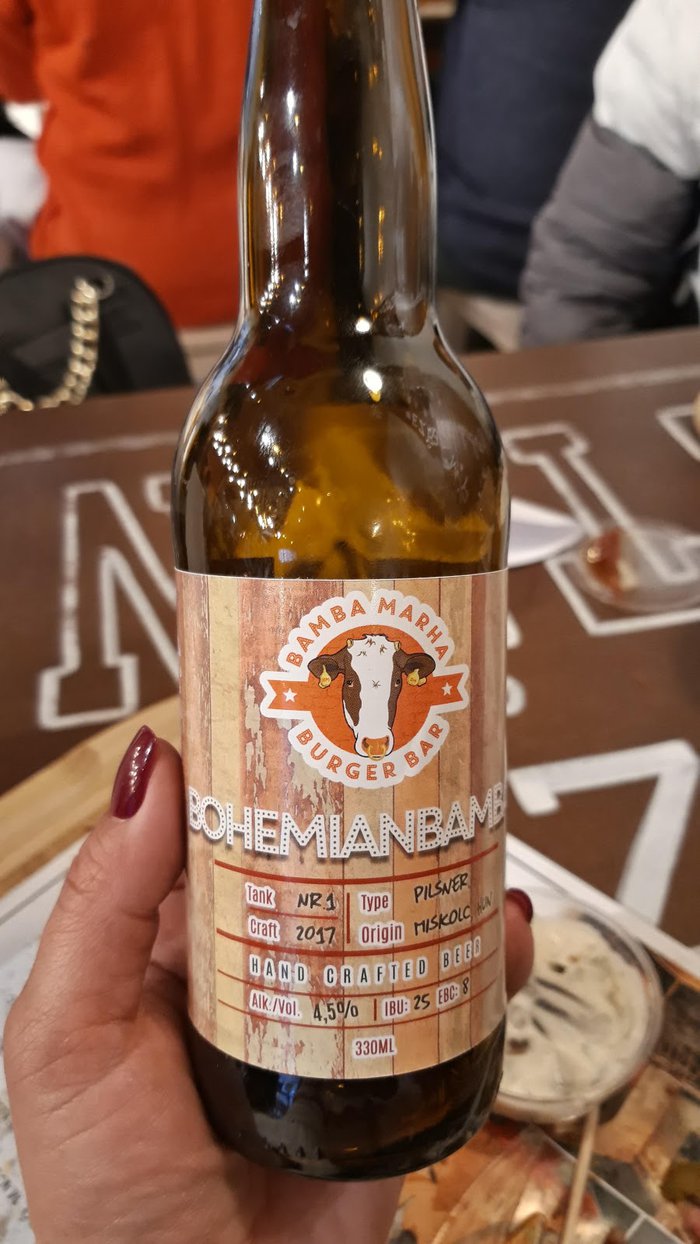 BAMBA MARHA
BURGER BAR
BOHEMIANBAMB
Tank NR1 Type PILSNER
Craft 2017 Origin MISKOLC, HUN
HAND CRAFTED BEER
Alk./Vol. 4,5% IBU: 25 EBC: 8
330ML
7